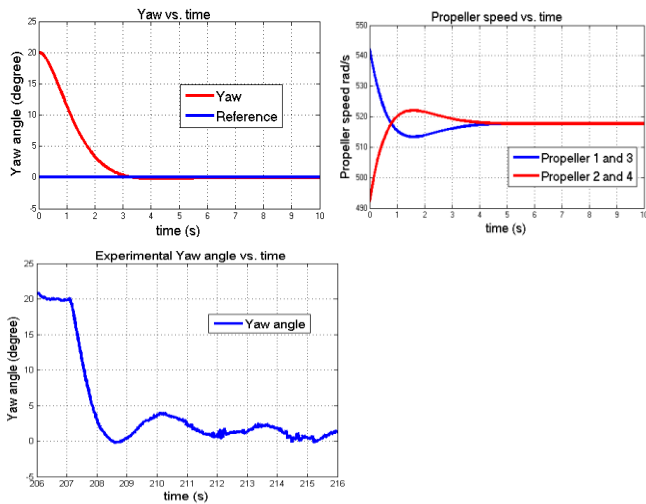 Yaw vs. time
25
20
15
10
5
0
-5
Yaw angle (degree)
Yaw
Reference
0 1 2 3 4 5 6 7 8 9 10
time (s)
Propeller speed vs. time
550
540
530
520
510
500
490
Propeller speed rad/s
Propeller 1 and 3
Propeller 2 and 4
0 1 2 3 4 5 6 7 8 9 10
time (s)
Experimental Yaw angle vs. time
25
20
15
10
5
0
-5
Yaw angle (degree)
Yaw angle
206 207 208 209 210 211 212 213 214 215 216
time (s)